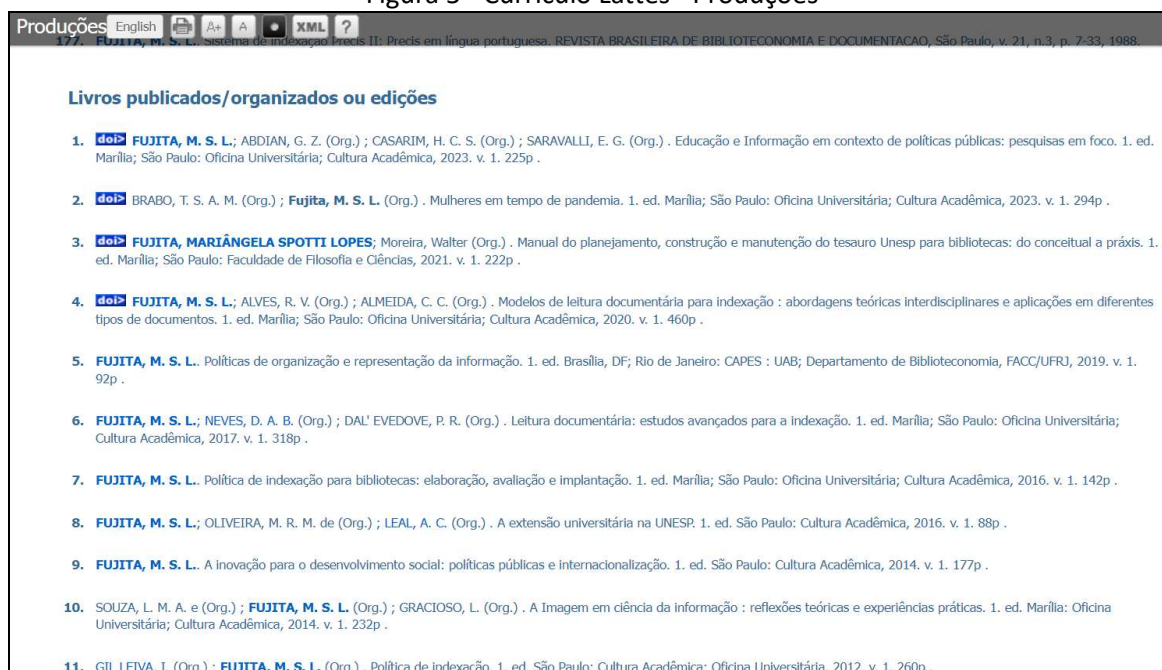 Figura 3 - Currículo Lattes - Produções
Produções English A+ A XML ?
177. FUJITA, M. S. L.. Sistema de indexação Precis II: Precis em língua portuguesa. REVISTA BRASILEIRA DE BIBLIOTECONOMIA E DOCUMENTACAO, São Paulo, v. 21, n.3, p. 7-33, 1988.
Livros publicados/organizados ou edições
1. doi> FUJITA, M. S. L.; ABDIAN, G. Z. (Org.) ; CASARIM, H. C. S. (Org.) ; SARAVALLI, E. G. (Org.) . Educação e Informação em contexto de políticas públicas: pesquisas em foco. 1. ed.
Marília; São Paulo: Oficina Universitária; Cultura Acadêmica, 2023. v. 1. 225p .
2. doi> BRABO, T. S. A. M. (Org.) ; Fujita, M. S. L. (Org.) . Mulheres em tempo de pandemia. 1. ed. Marília; São Paulo: Oficina Universitária; Cultura Acadêmica, 2023. v. 1. 294p .
3. doi> FUJITA, MARIÂNGELA SPOTTI LOPES; Moreira, Walter (Org.) . Manual do planejamento, construção e manutenção do tesauro Unesp para bibliotecas: do conceitual a práxis. 1.
ed. Marília; São Paulo: Faculdade de Filosofia e Ciências, 2021. v. 1. 222p .
4. doi> FUJITA, M. S. L.; ALVES, R. V. (Org.) ; ALMEIDA, C. C. (Org.) . Modelos de leitura documentária para indexação : abordagens teóricas interdisciplinares e aplicações em diferentes
tipos de documentos. 1. ed. Marília; São Paulo: Oficina Universitária; Cultura Acadêmica, 2020. v. 1. 460p .
5. FUJITA, M. S. L.. Políticas de organização e representação da informação. 1. ed. Brasília, DF; Rio de Janeiro: CAPES : UAB; Departamento de Biblioteconomia, FACC/UFRJ, 2019. v. 1.
92p .
6. FUJITA, M. S. L.; NEVES, D. A. B. (Org.) ; DAL' EVEDOVE, P. R. (Org.) . Leitura documentária: estudos avançados para a indexação. 1. ed. Marília; São Paulo: Oficina Universitária;
Cultura Acadêmica, 2017. v. 1. 318p .
7. FUJITA, M. S. L.. Política de indexação para bibliotecas: elaboração, avaliação e implantação. 1. ed. Marília; São Paulo: Oficina Universitária; Cultura Acadêmica, 2016. v. 1. 142p .
8. FUJITA, M. S. L.; OLIVEIRA, M. R. M. de (Org.) ; LEAL, A. C. (Org.) . A extensão universitária na UNESP. 1. ed. São Paulo: Cultura Acadêmica, 2016. v. 1. 88p .
9. FUJITA, M. S. L.. A inovação para o desenvolvimento social: políticas públicas e internacionalização. 1. ed. São Paulo: Cultura Acadêmica, 2014. v. 1. 177p .
10. SOUZA, L. M. A. e (Org.) ; FUJITA, M. S. L. (Org.) ; GRACIOSO, L. (Org.) . A Imagem em ciência da informação : reflexões teóricas e experiências práticas. 1. ed. Marília: Oficina
Universitária; Cultura Acadêmica, 2014. v. 1. 232p .
11. GIL LEIVA, I. (Org.) ; FUJITA, M. S. L. (Org.) . Política de indexação. 1. ed. São Paulo: Cultura Acadêmica; Oficina Universitária, 2012. v. 1. 260p .